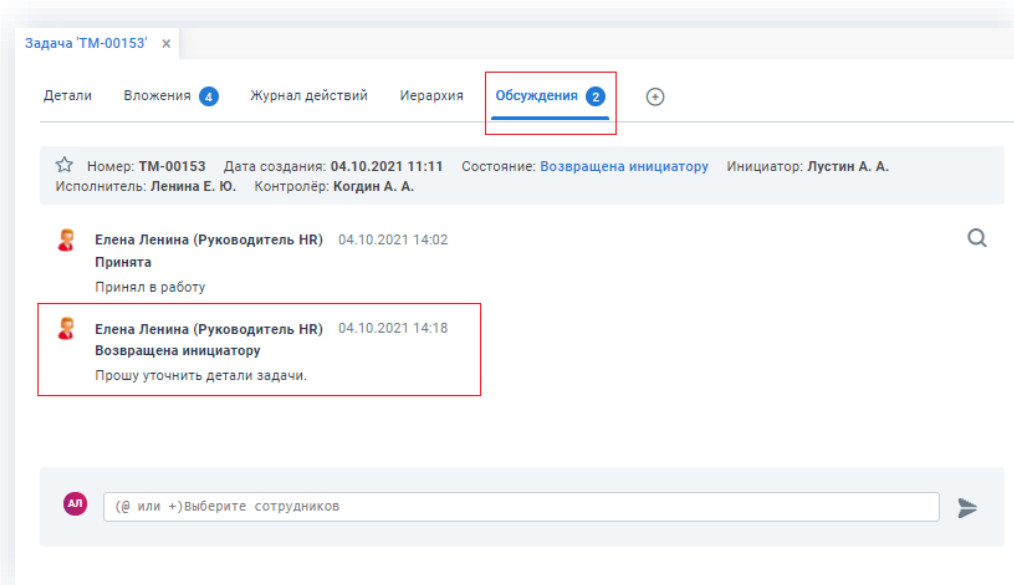 Задача 'ТМ-00153' x
Детали Вложения 4 Журнал действий Иерархия Обсуждения 2
Номер: ТМ-00153 Дата создания: 04.10.2021 11:11 Состояние: Возвращена инициатору Инициатор: Лустин А. А.
Исполнитель: Ленина Е. Ю. Контролёр: Когдин А. А.
Елена Ленина (Руководитель HR) 04.10.2021 14:02
Принята
Принял в работу
Елена Ленина (Руководитель HR) 04.10.2021 14:18
Возвращена инициатору
Прошу уточнить детали задачи.
АЛ (@ или +)Выберите сотрудников